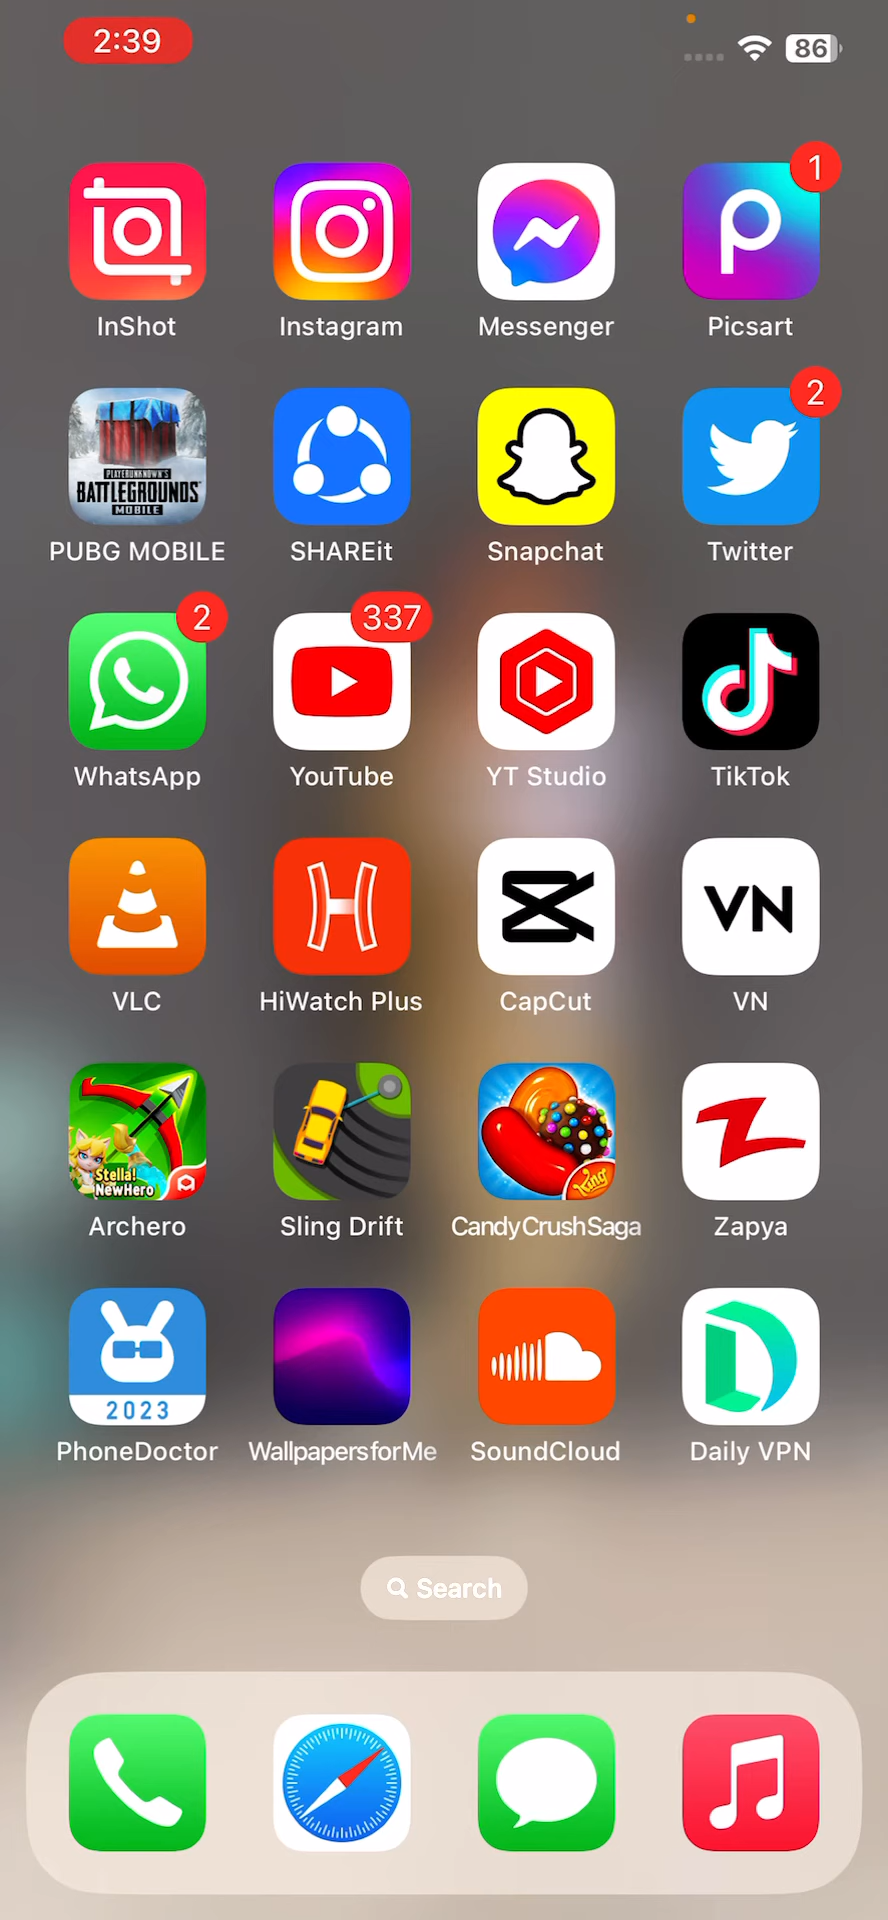 2:39
86
1
InShot
Instagram
Messenger
Picsart
2
PLAYERUNKNOWN'S
BATTLEGROUNDS
MOBILE
PUBG MOBILE
SHAREit
Snapchat
Twitter
2
337
WhatsApp
YouTube
YT Studio
TikTok
VN
VLC
HiWatch Plus
CapCut
VN
Stella!
NewHero
King
Archero
Sling Drift
CandyCrushSaga
Zapya
2023
PhoneDoctor
WallpapersforMe
SoundCloud
Daily VPN
Search